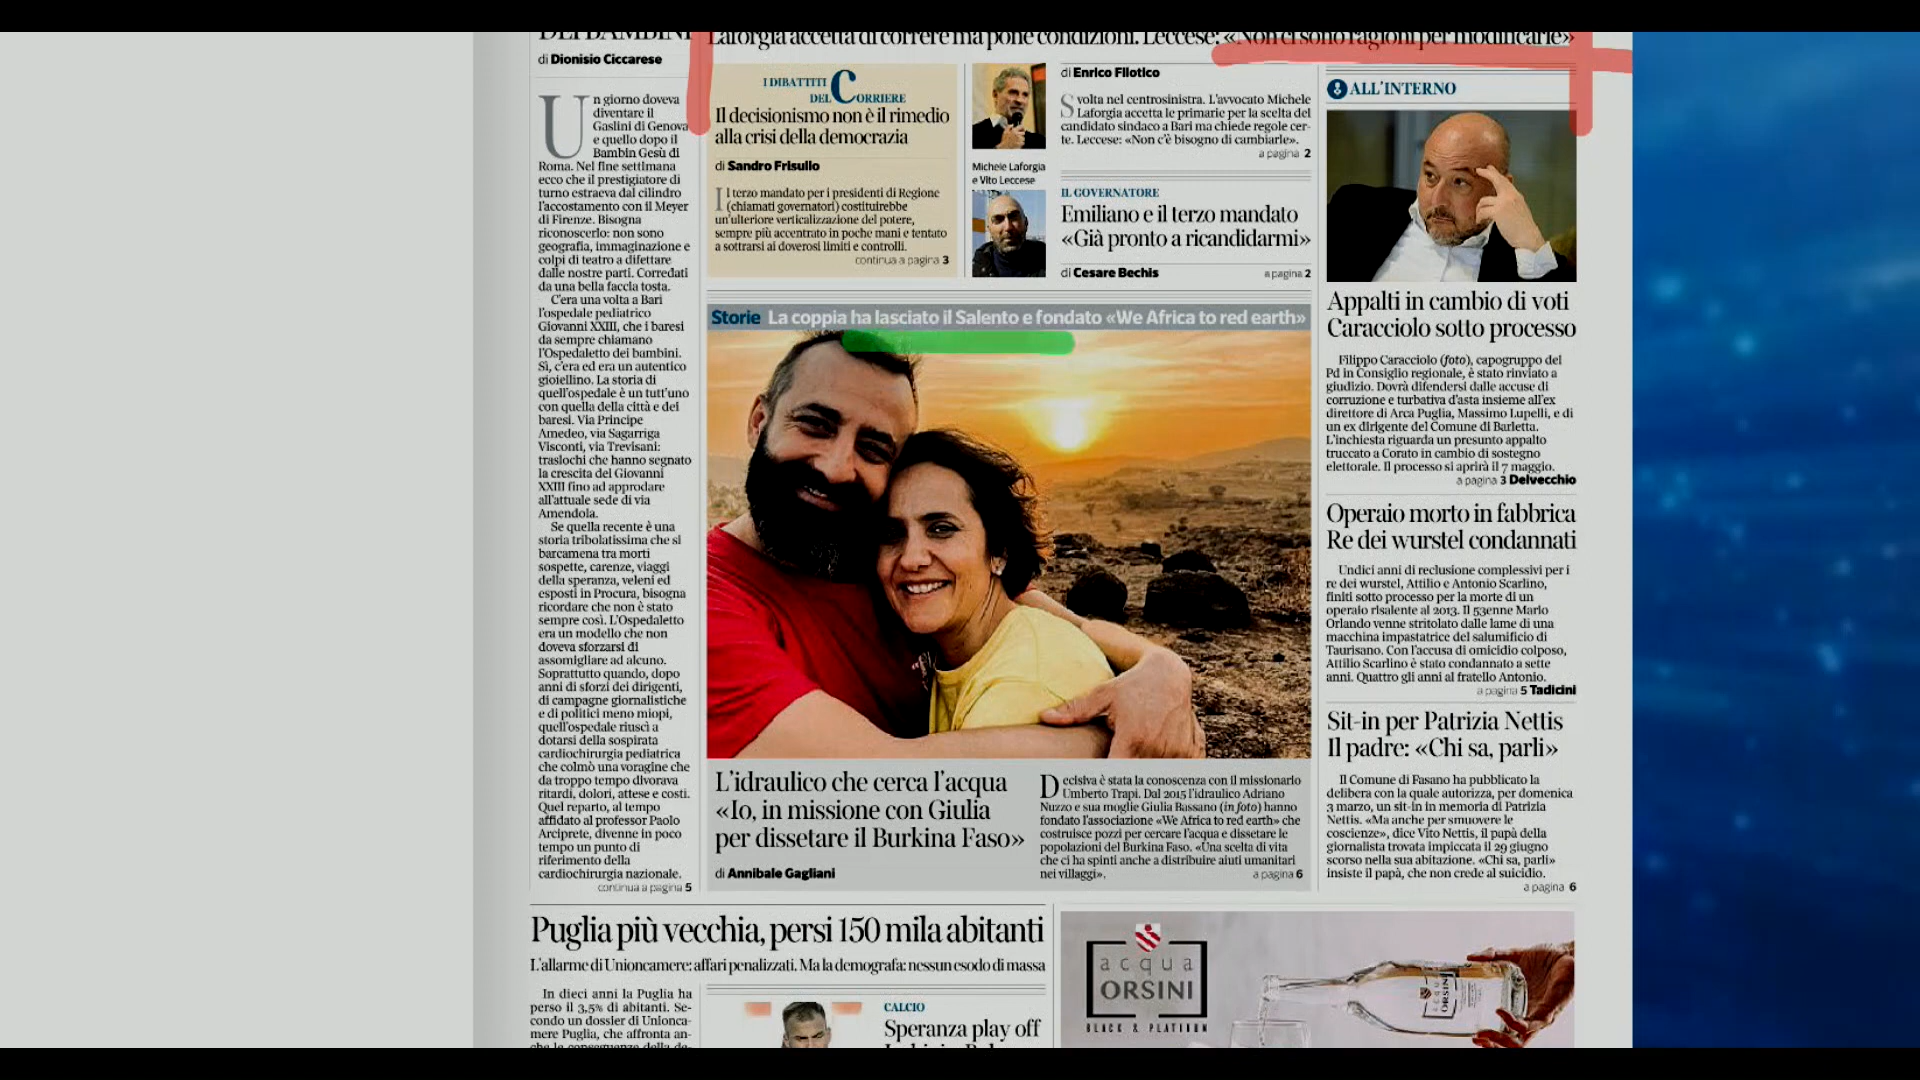 DEI BAMBINI
di Dionisio Ciccarese
Un giorno doveva
diventare il
Gaslini di Genova
e quello dopo il
Bambin Gesù di
Roma. Nel fine settimana
ecco che il prestigiatore di
turno estraeva dal cilindro
l'accostamento con il Meyer
di Firenze. Bisogna
riconoscerlo: non sono
geografia, immaginazione e
colpi di teatro a difettare
dalle nostre parti. Corredati
da una bella faccia tosta.
C'era una volta a Bari
l'ospedale pediatrico
Giovanni XXIII, che i baresi
da sempre chiamano
l'Ospedaletto dei bambini.
Sì, c'era ed era un autentico
gioiellino. La storia di
quell'ospedale è un tutt'uno
con quella della città e dei
baresi. Via Principe
Amedeo, via Sagarriga
Visconti, via Trevisani:
traslochi che hanno segnato
la crescita del Giovanni
XXIII fino ad approdare
all'attuale sede di via
Amendola.
Se quella recente è una
storia tribolatissima che si
barcamena tra morti
sospette, carenze, viaggi
della speranza, veleni ed
esposti in Procura, bisogna
ricordare che non è stato
sempre così. L'Ospedaletto
era un modello che non
doveva sforzarsi di
assomigliare ad alcuno.
Soprattutto quando, dopo
anni di sforzi dei dirigenti,
di campagne giornalistiche
e di politici meno miopi,
quell'ospedale riuscì a
dotarsi della sospirata
cardiochirurgia pediatrica
che colmò una voragine che
da troppo tempo divorava
ritardi, dolori, attese e costi.
Quel reparto, al tempo
affidato al professor Paolo
Arciprete, divenne in poco
tempo un punto di
riferimento della
cardiochirurgia nazionale.
continua a pagina 5
Laforgia accetta di correre ma pone condizioni. Leccese: «Non ci sono ragioni per modificarle»
I DIBATTITI
DEL CORRIERE
Il decisionismo non è il rimedio
alla crisi della democrazia
di Sandro Frisullo
Il terzo mandato per i presidenti di Regione
(chiamati governatori) costituirebbe
un'ulteriore verticalizzazione del potere,
sempre più accentrato in poche mani e tentato
a sottrarsi ai doverosi limiti e controlli.
continua a pagina 3
Michele Laforgia
e Vito Leccese
di Enrico Filotico
Svolta nel centrosinistra. L'avvocato Michele
Laforgia accetta le primarie per la scelta del
candidato sindaco a Bari ma chiede regole cer-
te. Leccese: «Non c'è bisogno di cambiarle».
a pagina 2
IL GOVERNATORE
Emiliano e il terzo mandato
«Già pronto a ricandidarmi»
di Cesare Bechis
a pagina 2
Storie La coppia ha lasciato il Salento e fondato «We Africa to red earth»
L'idraulico che cerca l'acqua
«Io, in missione con Giulia
per dissetare il Burkina Faso»
di Annibale Gagliani
Decisiva è stata la conoscenza con il missionario
Umberto Trapi. Dal 2015 l'idraulico Adriano
Nuzzo e sua moglie Giulia Bassano (in foto) hanno
fondato l'associazione «We Africa to red earth» che
costruisce pozzi per cercare l'acqua e dissetare le
popolazioni del Burkina Faso. «Una scelta di vita
che ci ha spinti anche a distribuire aiuti umanitari
nei villaggi».
a pagina 6
ALL'INTERNO
Appalti in cambio di voti
Caracciolo sotto processo
Filippo Caracciolo (foto), capogruppo del
Pd in Consiglio regionale, è stato rinviato a
giudizio. Dovrà difendersi dalle accuse di
corruzione e turbativa d'asta insieme all'ex
direttore di Arca Puglia, Massimo Lupelli, e di
un ex dirigente del Comune di Barletta.
L'inchiesta riguarda un presunto appalto
truccato a Corato in cambio di sostegno
elettorale. Il processo si aprirà il 7 maggio.
a pagina 3 Delvecchio
Operaio morto in fabbrica
Re dei wurstel condannati
Undici anni di reclusione complessivi per i
re dei wurstel, Attilio e Antonio Scarlino,
finiti sotto processo per la morte di un
operaio risalente al 2013. Il 53enne Mario
Orlando venne stritolato dalle lame di una
macchina impastatrice del salumificio di
Taurisano. Con l'accusa di omicidio colposo,
Attilio Scarlino è stato condannato a sette
anni. Quattro gli anni al fratello Antonio.
a pagina 5 Tadicini
Sit-in per Patrizia Nettis
Il padre: «Chi sa, parli»
Il Comune di Fasano ha pubblicato la
delibera con la quale autorizza, per domenica
3 marzo, un sit-in in memoria di Patrizia
Nettis. «Ma anche per smuovere le
coscienze», dice Vito Nettis, il papà della
giornalista trovata impiccata il 29 giugno
scorso nella sua abitazione. «Chi sa, parli»
insiste il papà, che non crede al suicidio.
a pagina 6
Puglia più vecchia, persi 150 mila abitanti
L'allarme di Unioncamere: affari penalizzati. Ma la demografa: nessun esodo di massa
In dieci anni la Puglia ha
perso il 3,5% di abitanti. Se-
condo un dossier di Unionca-
mere Puglia, che affronta an-
che le conseguenze della de-
CALCIO
Speranza play off
acqua
ORSINI
BLACK & PLATINUM
acqua
ORSINI